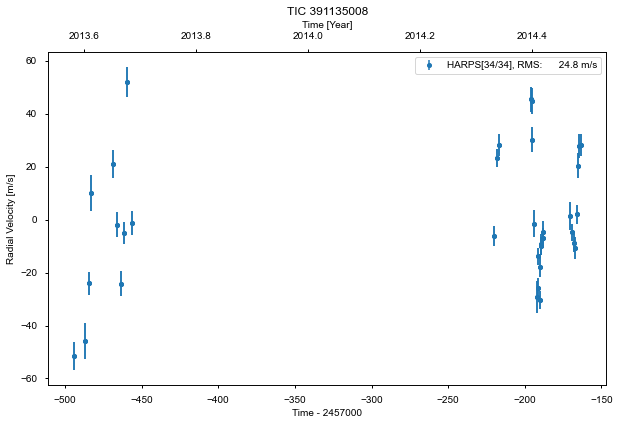 TIC 391135008
Time [Year]
2013.6 2013.8 2014.0 2014.2 2014.4
HARPS[34/34], RMS: 24.8 m/s
60
40
20
0
−20
−40
−60
Radial Velocity [m/s]
−500 −450 −400 −350 −300 −250 −200 −150
Time - 2457000